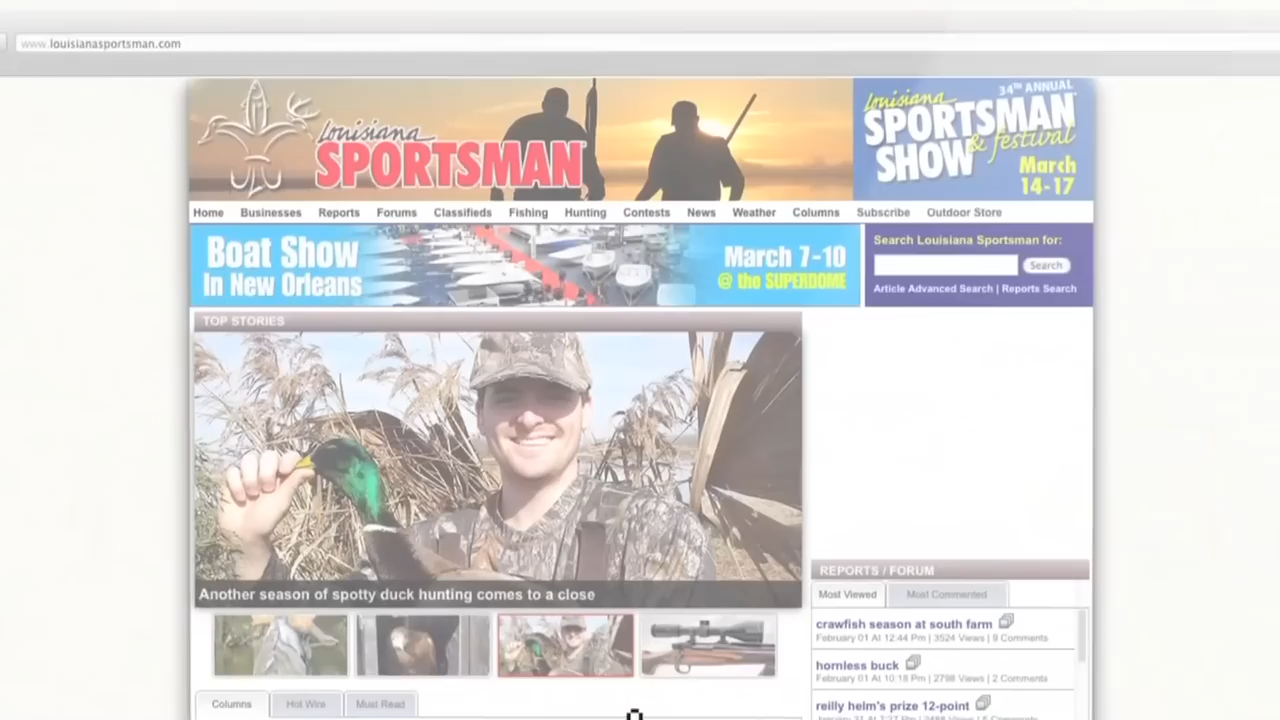 www.louisianasportsman.com
Louisiana
SPORTSMAN
34TH ANNUAL
Louisiana
SPORTSMAN
SHOW & festival
March
14-17
Home Businesses Reports Forums Classifieds Fishing Hunting Contests News Weather Columns Subscribe Outdoor Store
Boat Show
In New Orleans
March 7-10
@ the SUPERDOME
Search Louisiana Sportsman for:
Search
Article Advanced Search | Reports Search
TOP STORIES
Another season of spotty duck hunting comes to a close
REPORTS / FORUM
Most Viewed Most Commented
crawfish season at south farm
February 01 At 12:44 Pm | 3524 Views | 9 Comments
hornless buck
February 01 At 10:18 Pm | 2798 Views | 2 Comments
reilly helm's prize 12-point
Columns Hot Wire Must Read